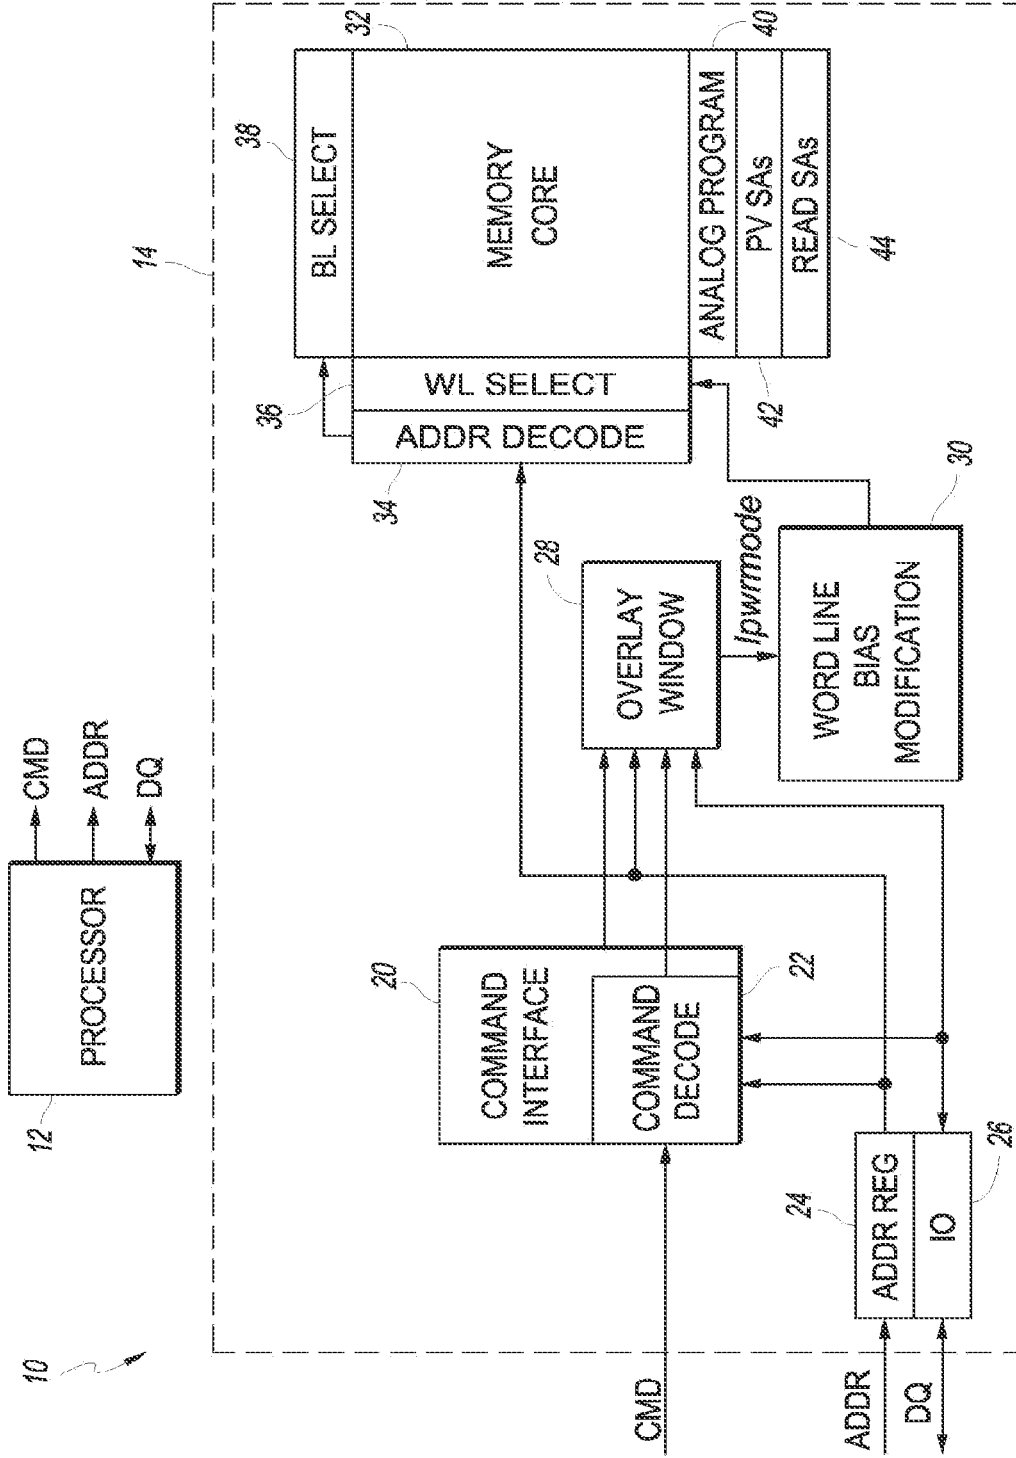 10
12
PROCESSOR
CMD
ADDR
DQ
14
CMD
ADDR
DQ
20
COMMAND
INTERFACE
COMMAND
DECODE
22
24
ADDR REG
IO
26
28
OVERLAY
WINDOW
lpwrmode
30
WORD LINE
BIAS
MODIFICATION
34
ADDR DECODE
36
WL SELECT
38
BL SELECT
32
MEMORY
CORE
40
ANALOG PROGRAM
PV SAs
42
READ SAs
44